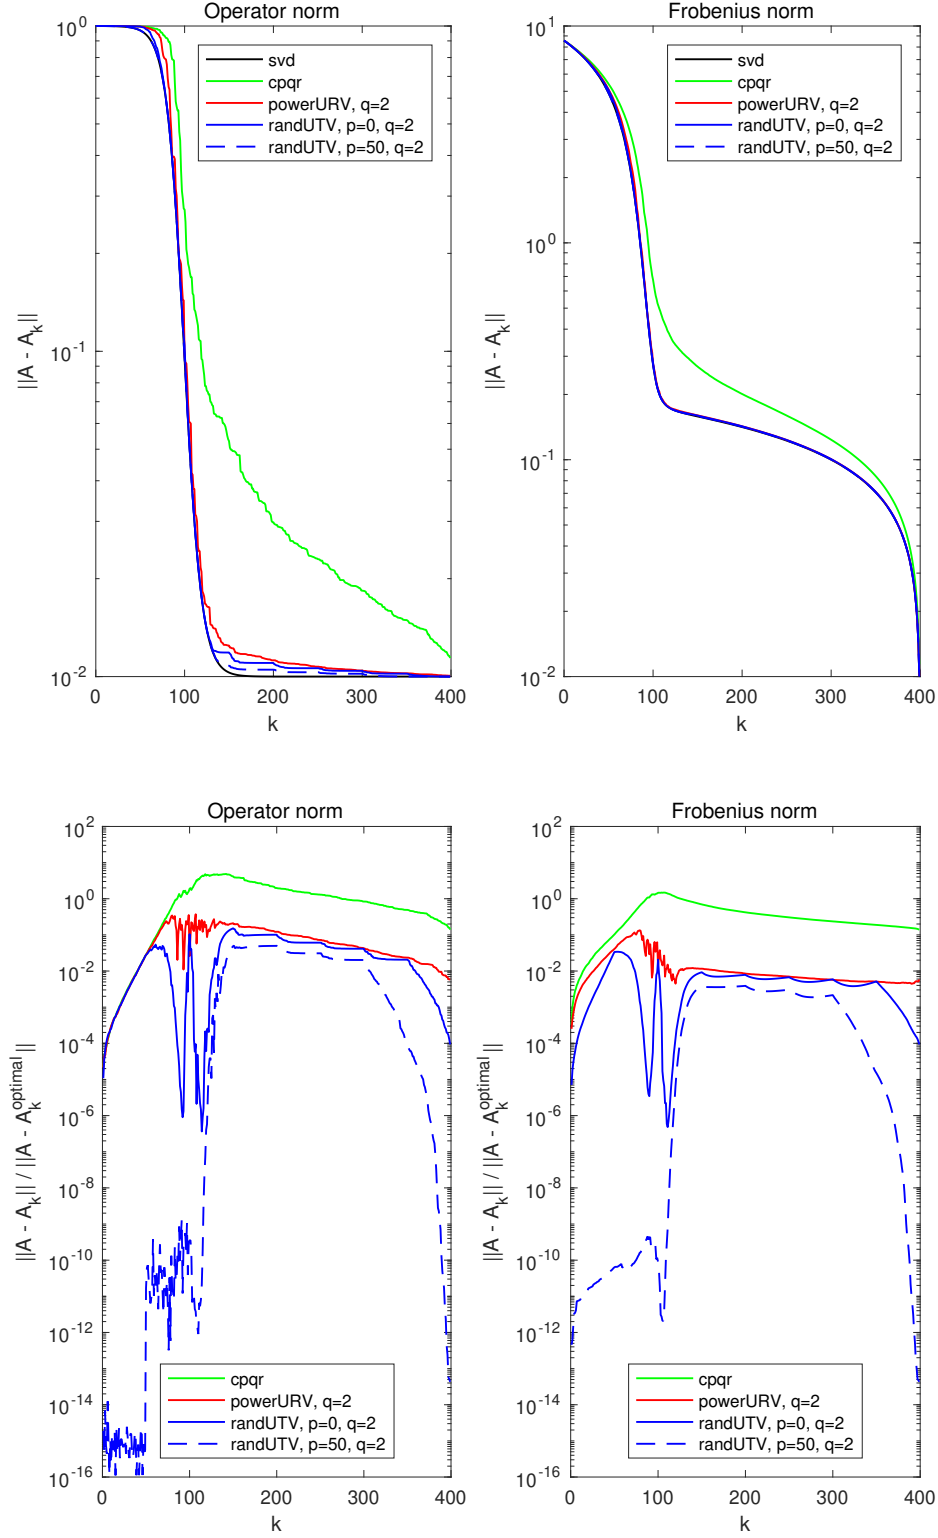 Operator norm
10^0
10^-1
10^-2
||A - A_k||
svd
cpqr
powerURV, q=2
randUTV, p=0, q=2
randUTV, p=50, q=2
0 100 200 300 400
k
Frobenius norm
10^1
10^0
10^-1
10^-2
||A - A_k||
svd
cpqr
powerURV, q=2
randUTV, p=0, q=2
randUTV, p=50, q=2
0 100 200 300 400
k
Operator norm
10^2
10^0
10^-2
10^-4
10^-6
10^-8
10^-10
10^-12
10^-14
10^-16
||A - A_k|| / ||A - A_k^optimal||
cpqr
powerURV, q=2
randUTV, p=0, q=2
randUTV, p=50, q=2
0 100 200 300 400
k
Frobenius norm
10^2
10^0
10^-2
10^-4
10^-6
10^-8
10^-10
10^-12
10^-14
10^-16
||A - A_k|| / ||A - A_k^optimal||
cpqr
powerURV, q=2
randUTV, p=0, q=2
randUTV, p=50, q=2
0 100 200 300 400
k